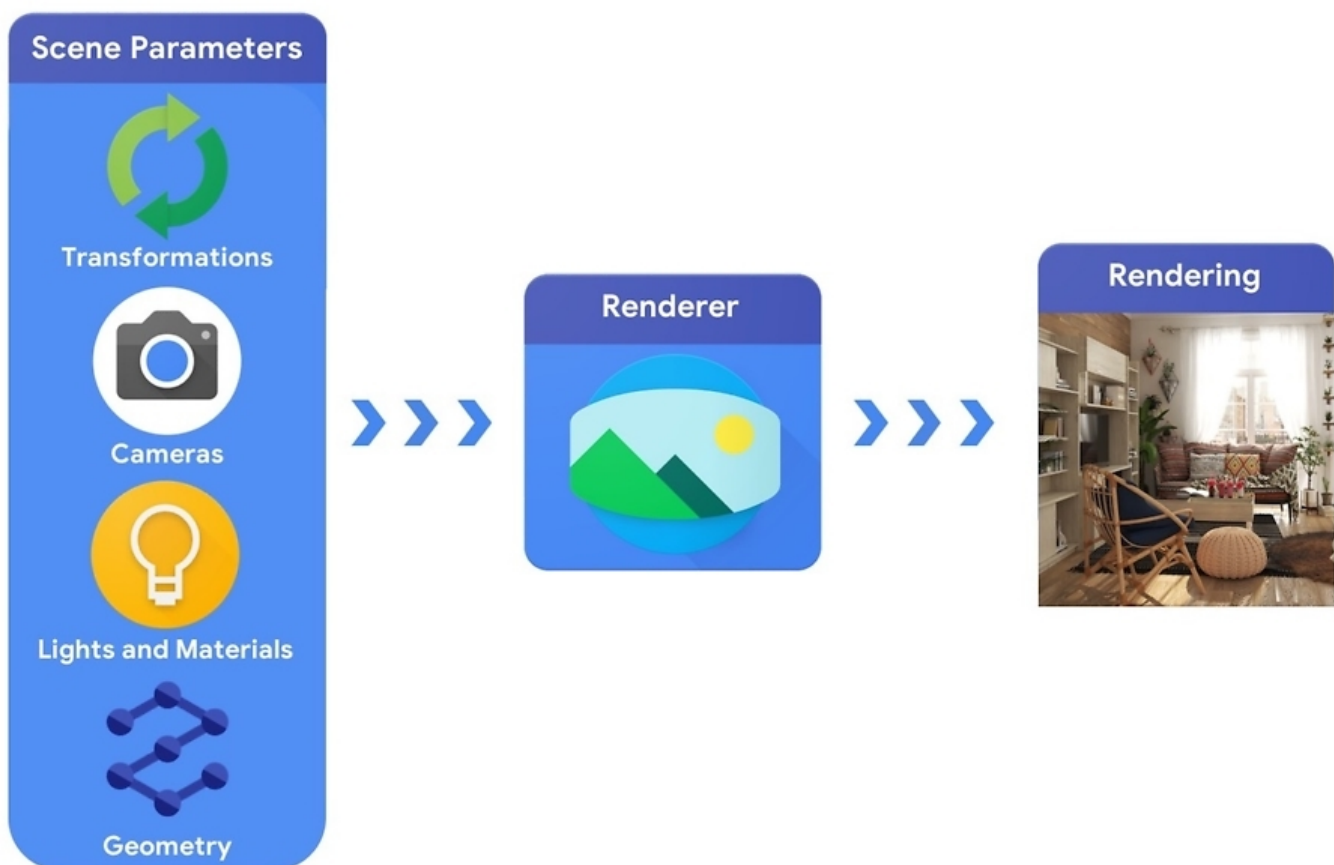 Scene Parameters
Transformations
Cameras
Lights and Materials
Geometry
Renderer
Rendering